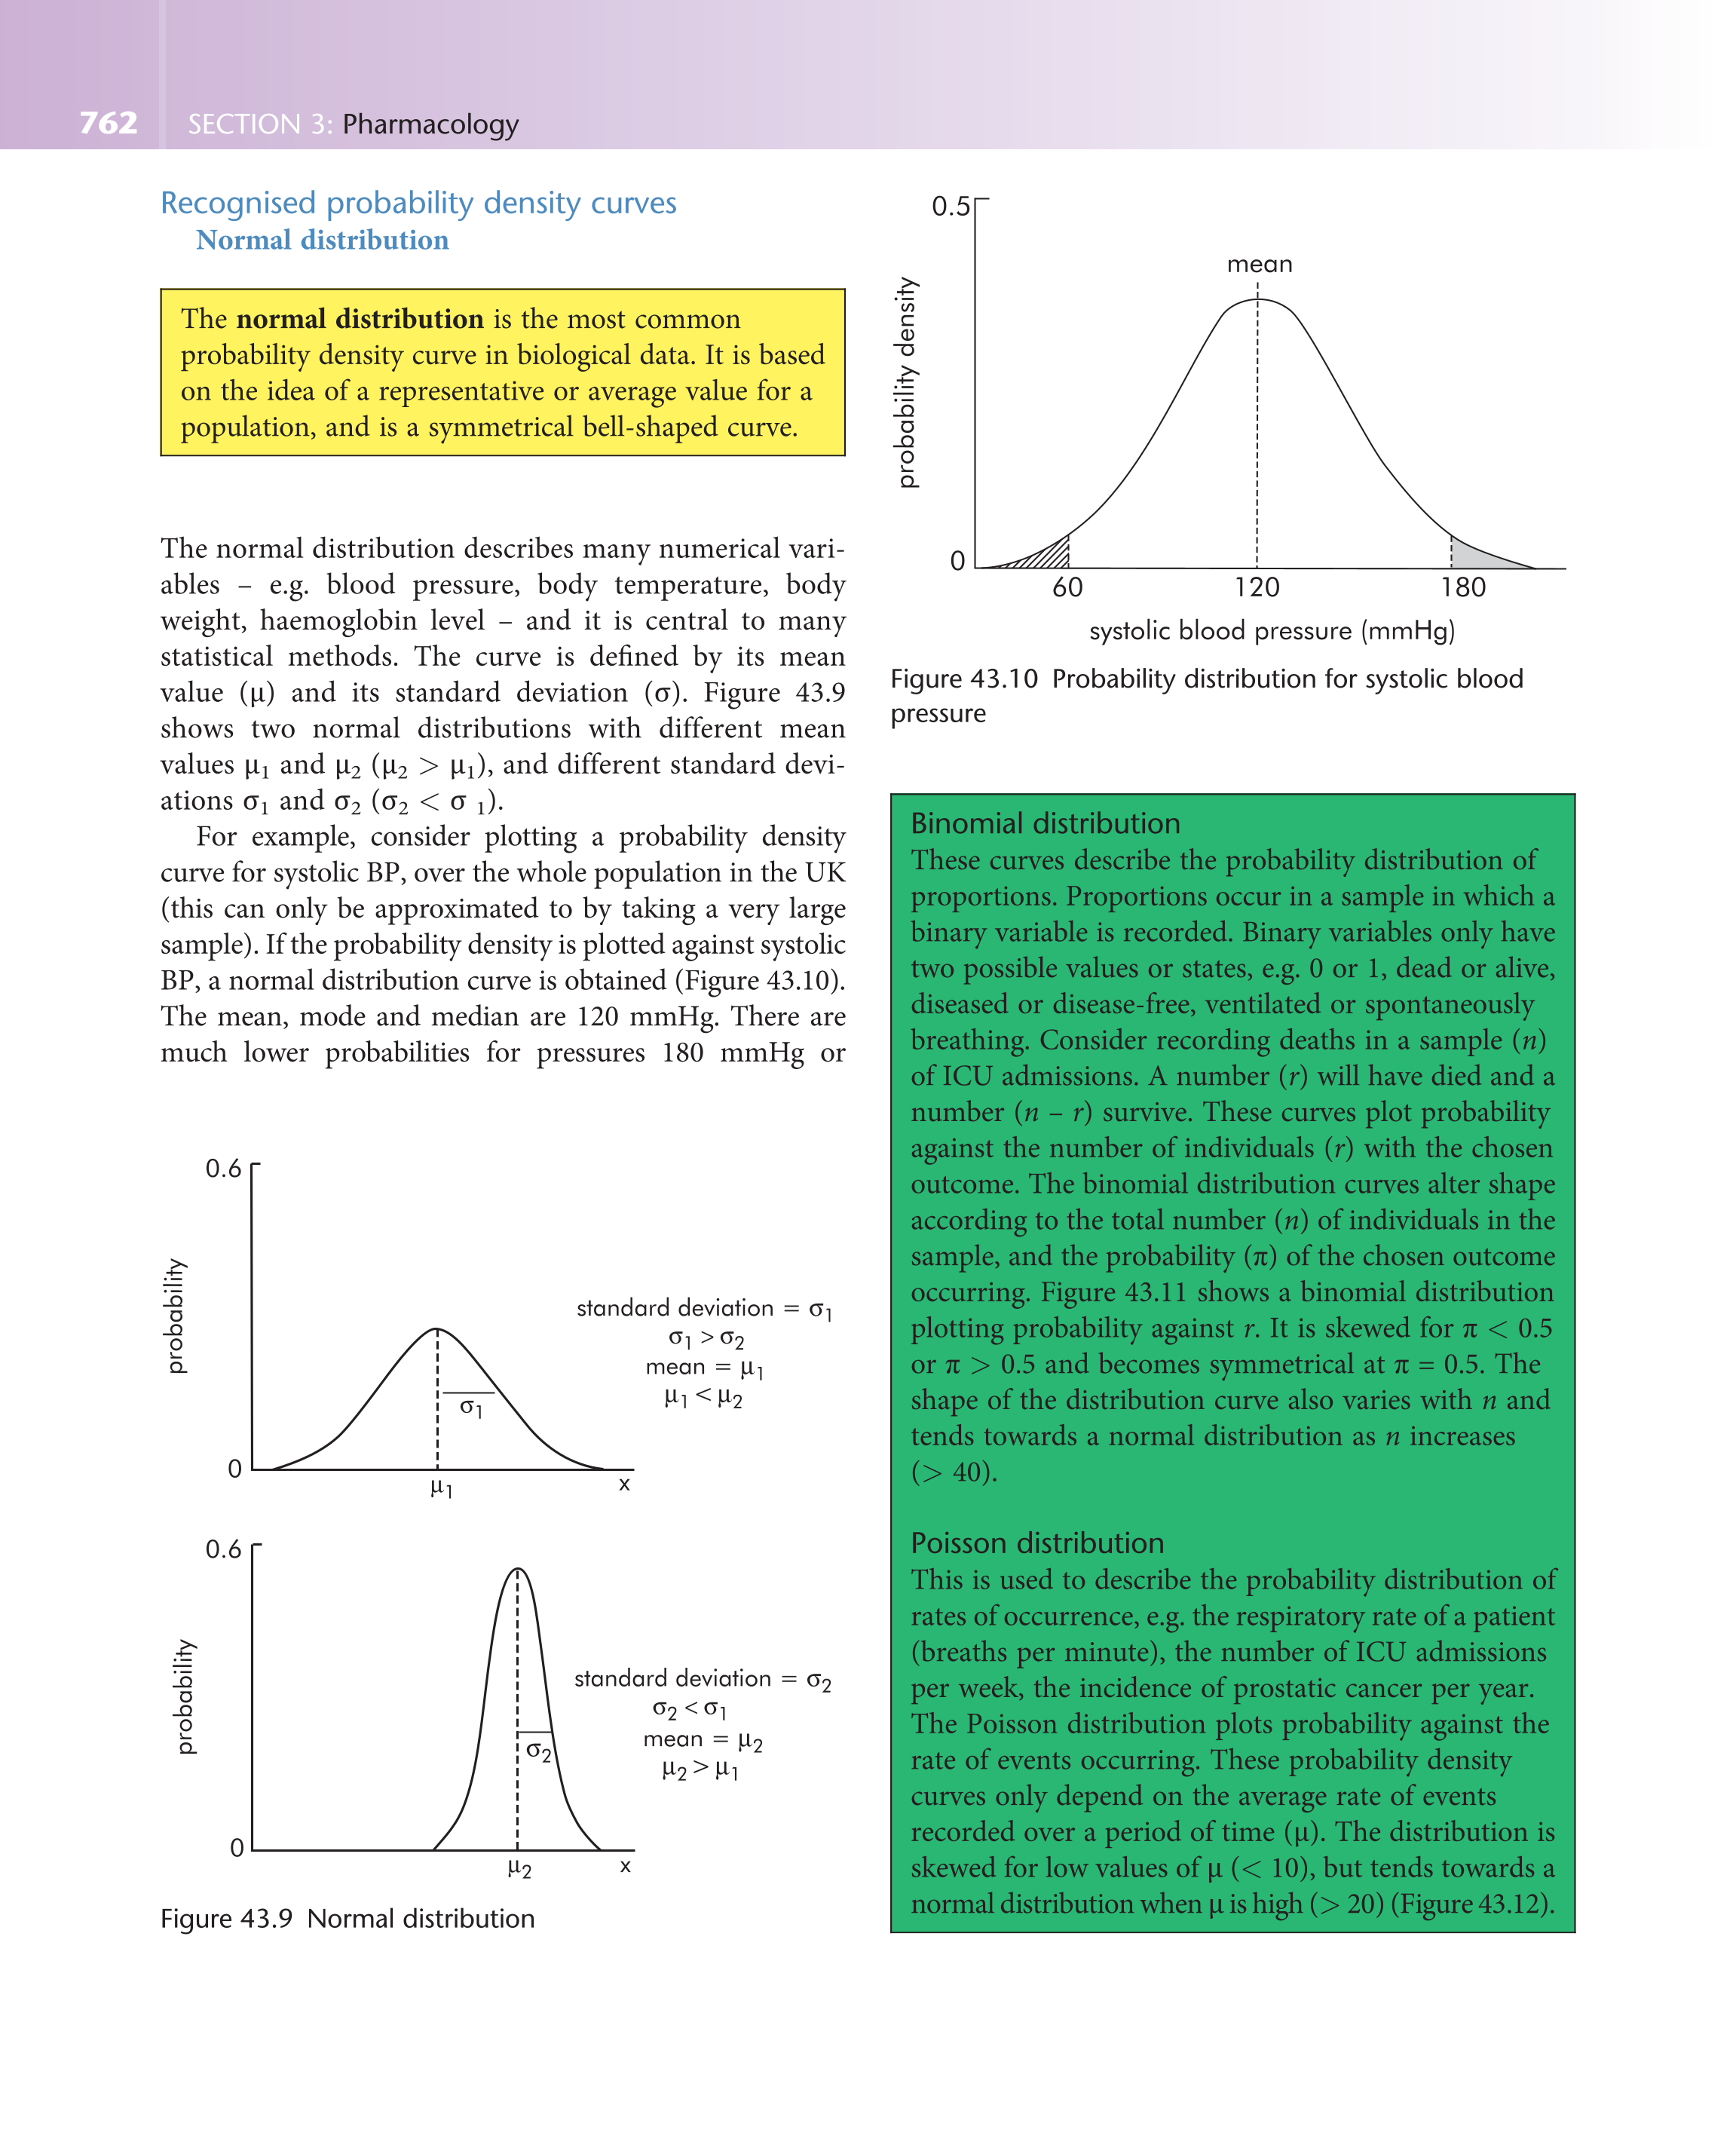 762 SECTION 3: Pharmacology
Recognised probability density curves
Normal distribution
The normal distribution is the most common
probability density curve in biological data. It is based
on the idea of a representative or average value for a
population, and is a symmetrical bell-shaped curve.
The normal distribution describes many numerical vari-
ables – e.g. blood pressure, body temperature, body
weight, haemoglobin level – and it is central to many
statistical methods. The curve is defined by its mean
value (μ) and its standard deviation (σ). Figure 43.9
shows two normal distributions with different mean
values μ₁ and μ₂ (μ₂ > μ₁), and different standard devi-
ations σ₁ and σ₂ (σ₂ < σ ₁).
For example, consider plotting a probability density
curve for systolic BP, over the whole population in the UK
(this can only be approximated to by taking a very large
sample). If the probability density is plotted against systolic
BP, a normal distribution curve is obtained (Figure 43.10).
The mean, mode and median are 120 mmHg. There are
much lower probabilities for pressures 180 mmHg or
0.6
probability
standard deviation = σ₁
σ₁ > σ₂
mean = μ₁
μ₁ < μ₂
σ₁
0
μ₁
x
0.6
probability
standard deviation = σ₂
σ₂ < σ₁
mean = μ₂
μ₂ > μ₁
σ₂
0
μ₂
x
Figure 43.9 Normal distribution
0.5
mean
probability density
0
60 120 180
systolic blood pressure (mmHg)
Figure 43.10 Probability distribution for systolic blood
pressure
Binomial distribution
These curves describe the probability distribution of
proportions. Proportions occur in a sample in which a
binary variable is recorded. Binary variables only have
two possible values or states, e.g. 0 or 1, dead or alive,
diseased or disease-free, ventilated or spontaneously
breathing. Consider recording deaths in a sample (n)
of ICU admissions. A number (r) will have died and a
number (n – r) survive. These curves plot probability
against the number of individuals (r) with the chosen
outcome. The binomial distribution curves alter shape
according to the total number (n) of individuals in the
sample, and the probability (π) of the chosen outcome
occurring. Figure 43.11 shows a binomial distribution
plotting probability against r. It is skewed for π < 0.5
or π > 0.5 and becomes symmetrical at π = 0.5. The
shape of the distribution curve also varies with n and
tends towards a normal distribution as n increases
(> 40).
Poisson distribution
This is used to describe the probability distribution of
rates of occurrence, e.g. the respiratory rate of a patient
(breaths per minute), the number of ICU admissions
per week, the incidence of prostatic cancer per year.
The Poisson distribution plots probability against the
rate of events occurring. These probability density
curves only depend on the average rate of events
recorded over a period of time (μ). The distribution is
skewed for low values of μ (< 10), but tends towards a
normal distribution when μ is high (> 20) (Figure 43.12).